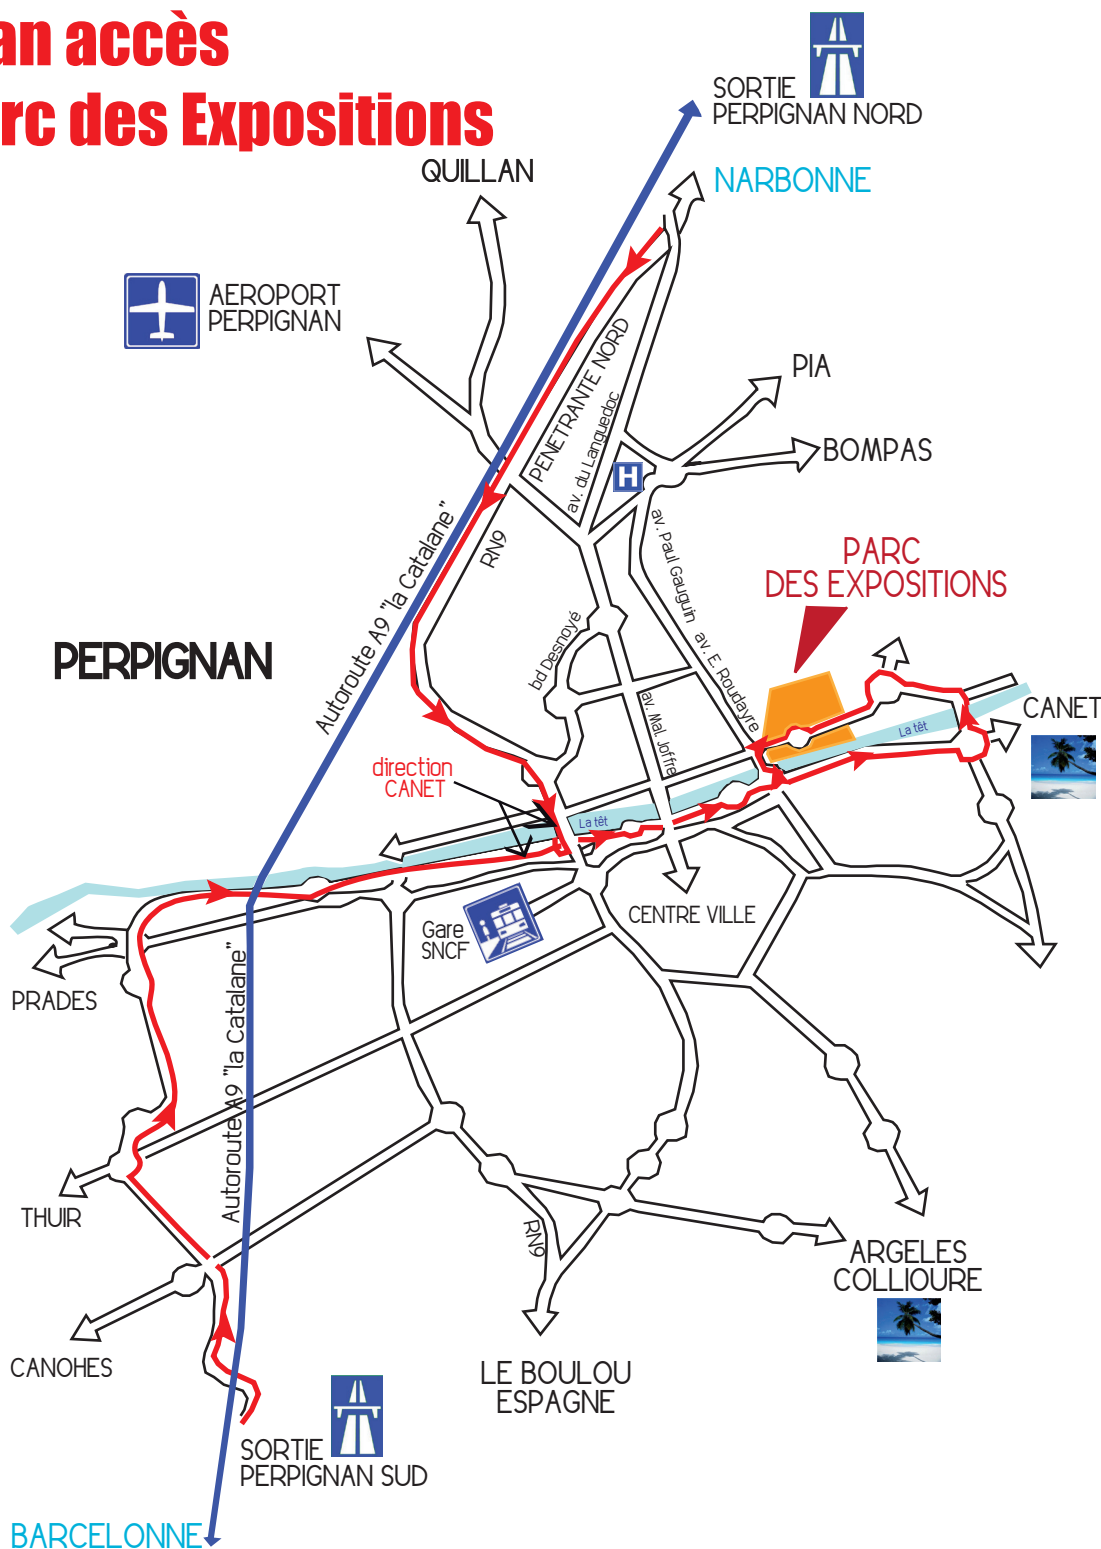 an accès
rc des Expositions
SORTIE
PERPIGNAN NORD
QUILLAN
NARBONNE
AEROPORT
PERPIGNAN
PENETRANTE NORD
av. du Languedoc
PIA
H
BOMPAS
Autoroute A9 "la Catalane"
RN9
av. Paul Gauguin
PARC
DES EXPOSITIONS
bd Desnoyé
av. E. Roudayre
PERPIGNAN
av. Mal. Joffre
La têt
CANET
direction
CANET
La têt
Gare
SNCF
CENTRE VILLE
PRADES
Autoroute A9 "la Catalane"
THUIR
RN9
ARGELES
COLLIOURE
CANOHES
LE BOULOU
ESPAGNE
SORTIE
PERPIGNAN SUD
BARCELONNE